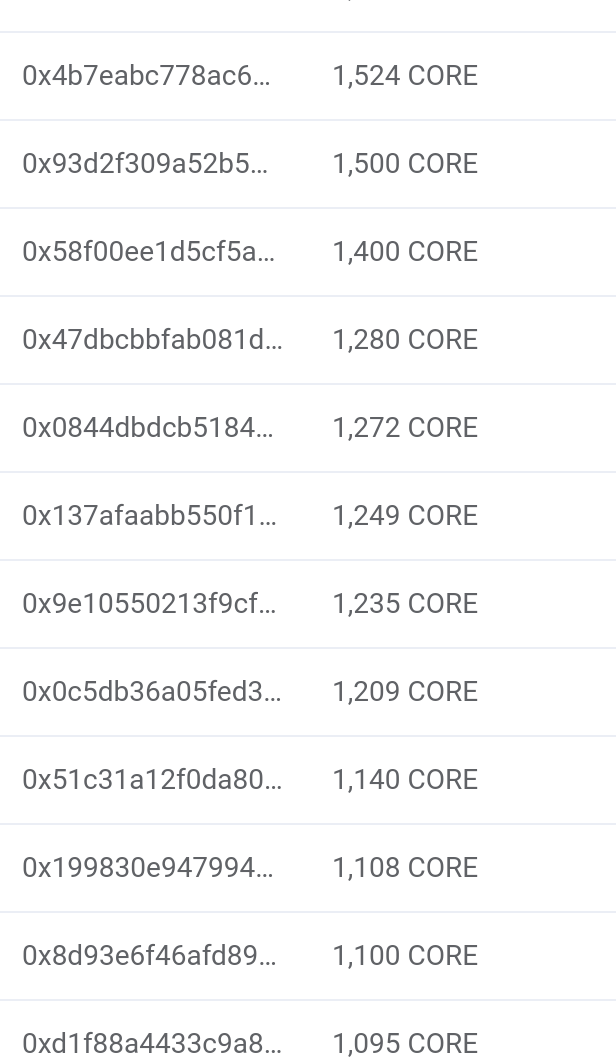 0x4b7eabc778ac6... 1,524 CORE
0x93d2f309a52b5... 1,500 CORE
0x58f00ee1d5cf5a... 1,400 CORE
0x47dbcbbfab081d... 1,280 CORE
0x0844dbdcb5184... 1,272 CORE
0x137afaabb550f1... 1,249 CORE
0x9e10550213f9cf... 1,235 CORE
0x0c5db36a05fed3... 1,209 CORE
0x51c31a12f0da80... 1,140 CORE
0x199830e947994... 1,108 CORE
0x8d93e6f46afd89... 1,100 CORE
0xd1f88a4433c9a8... 1,095 CORE